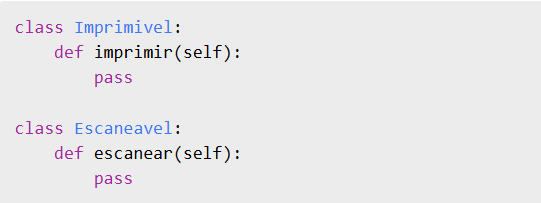 class Imprimivel:
    def imprimir(self):
        pass

class Escaneavel:
    def escanear(self):
        pass